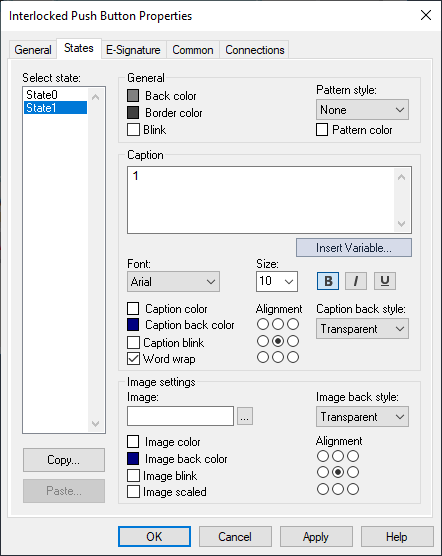 Interlocked Push Button Properties
General States E-Signature Common Connections
Select state:
State0
State1
Copy...
Paste...
General
Back color
Border color
Blink
Pattern style:
None
Pattern color
Caption
1
Insert Variable...
Font:
Arial
Size:
10
B I U
Caption color
Caption back color
Caption blink
Word wrap
Alignment
Caption back style:
Transparent
Image settings
Image:
...
Image back style:
Transparent
Image color
Image back color
Image blink
Image scaled
Alignment
OK Cancel Apply Help